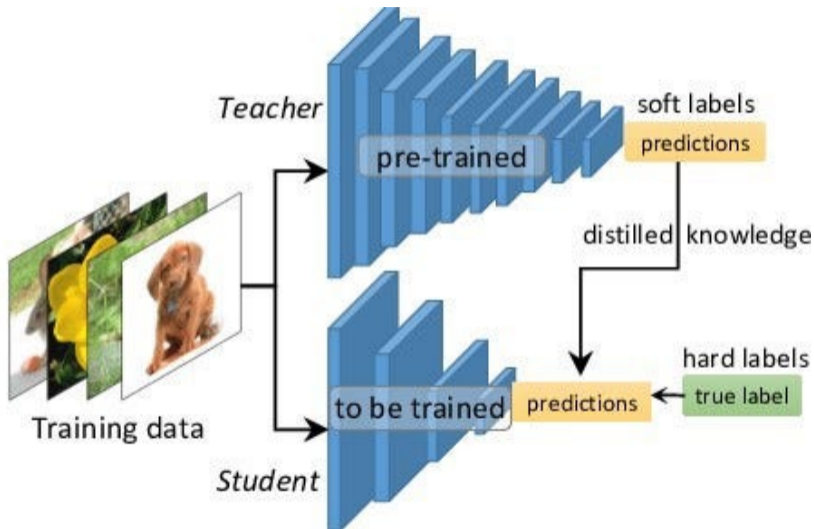 Teacher
soft labels
predictions
pre-trained
distilled knowledge
hard labels
true label
to be trained
predictions
Training data
Student